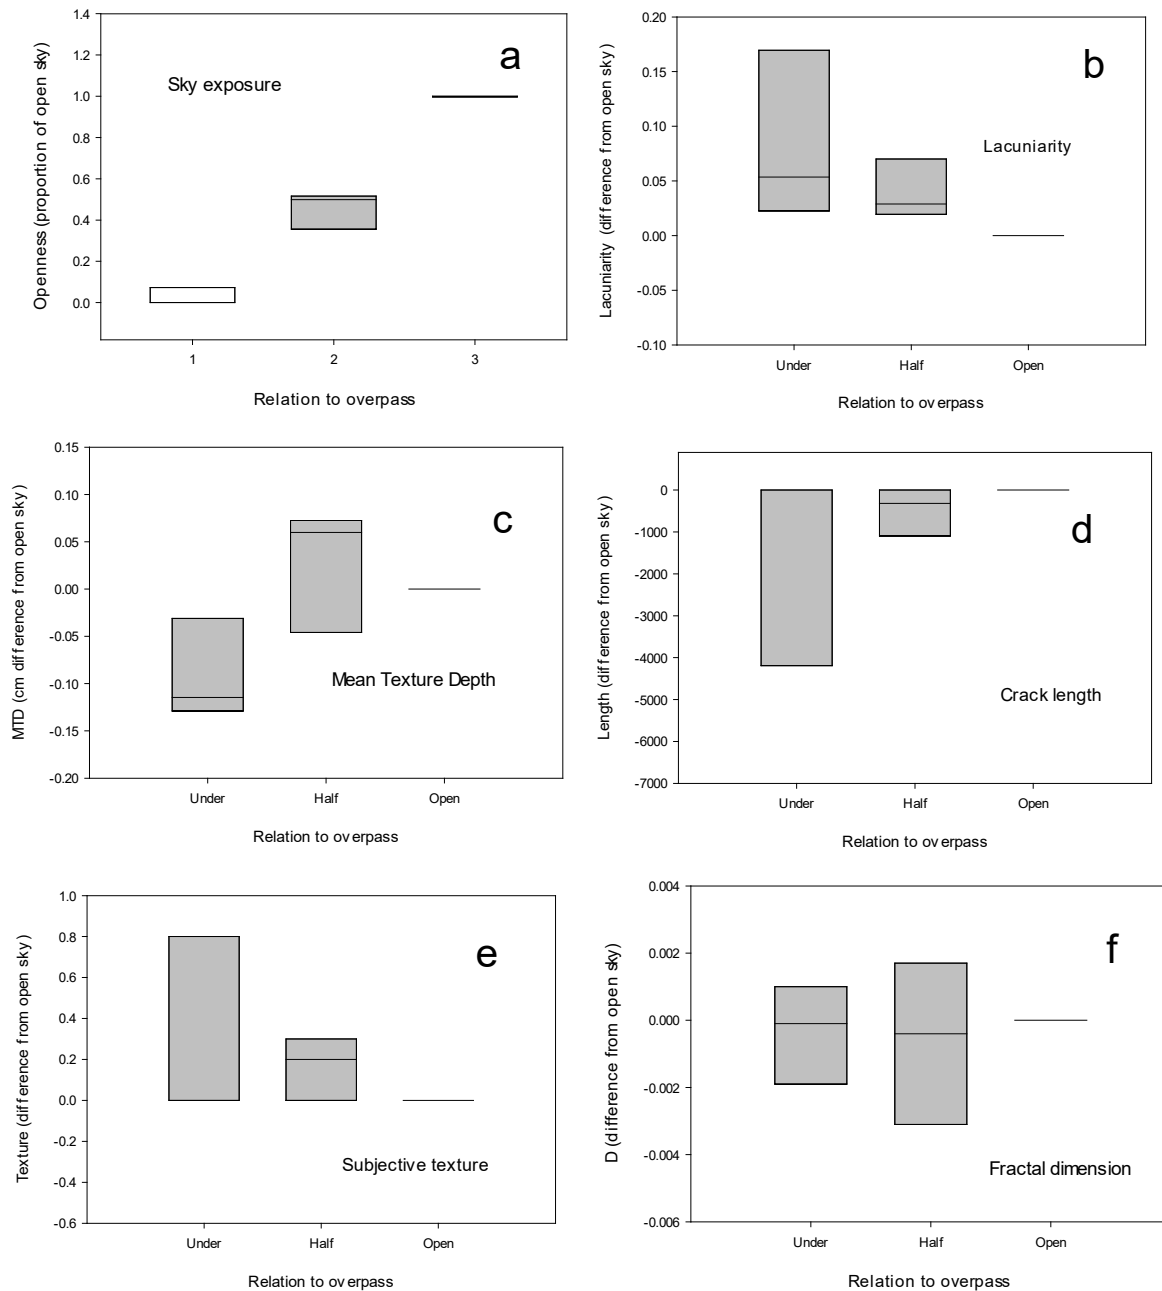 a
Sky exposure
Openness (proportion of open sky)
1.4
1.2
1.0
0.8
0.6
0.4
0.2
0.0
1 2 3
Relation to overpass
b
Lacuniarity
Lacuniarity (difference from open sky)
0.20
0.15
0.10
0.05
0.00
-0.05
-0.10
Under Half Open
Relation to overpass
c
Mean Texture Depth
MTD (cm difference from open sky)
0.15
0.10
0.05
0.00
-0.05
-0.10
-0.15
-0.20
Under Half Open
Relation to overpass
d
Crack length
Length (difference from open sky)
0
-1000
-2000
-3000
-4000
-5000
-6000
-7000
Under Half Open
Relation to overpass
e
Subjective texture
Texture (difference from open sky)
1.0
0.8
0.6
0.4
0.2
0.0
-0.2
-0.4
-0.6
Under Half Open
Relation to overpass
f
Fractal dimension
D (difference from open sky)
0.004
0.002
0.000
-0.002
-0.004
-0.006
Under Half Open
Relation to overpass